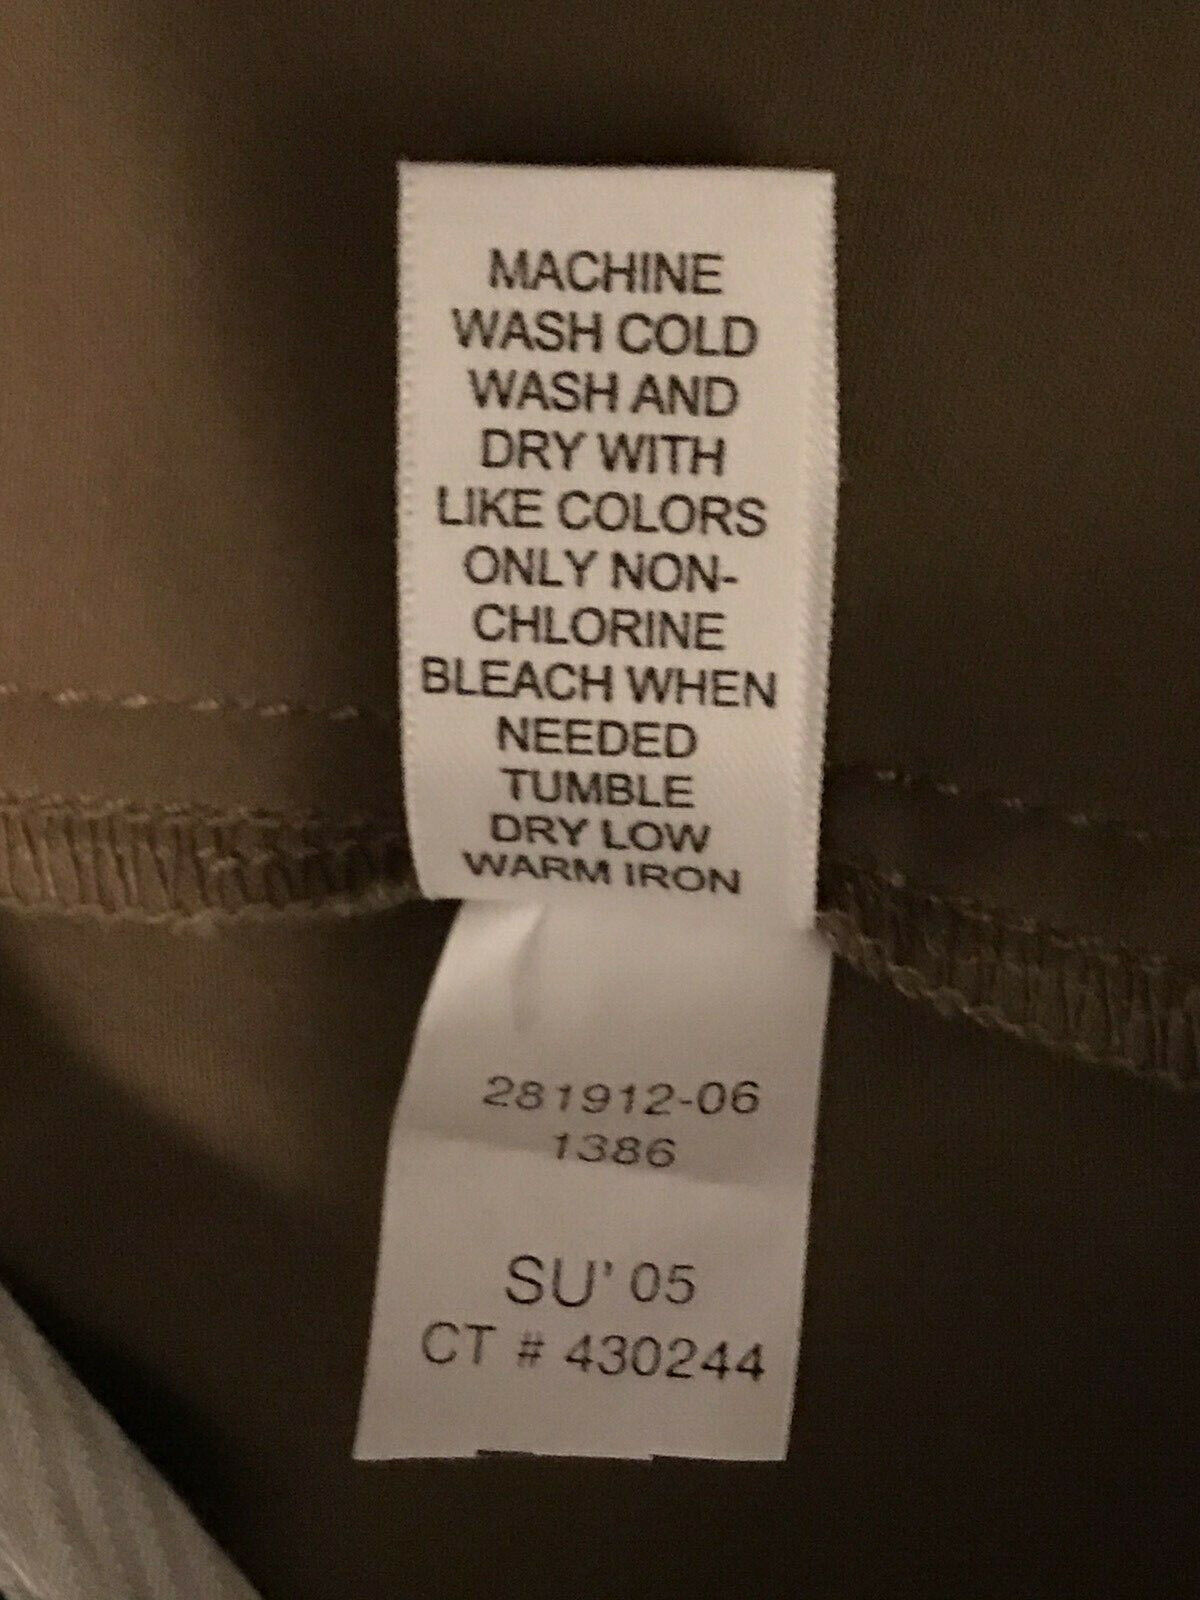 MACHINE
WASH COLD
WASH AND
DRY WITH
LIKE COLORS
ONLY NON-
CHLORINE
BLEACH WHEN
NEEDED
TUMBLE
DRY LOW
WARM IRON
281912-06
1386
SU' 05
CT # 430244